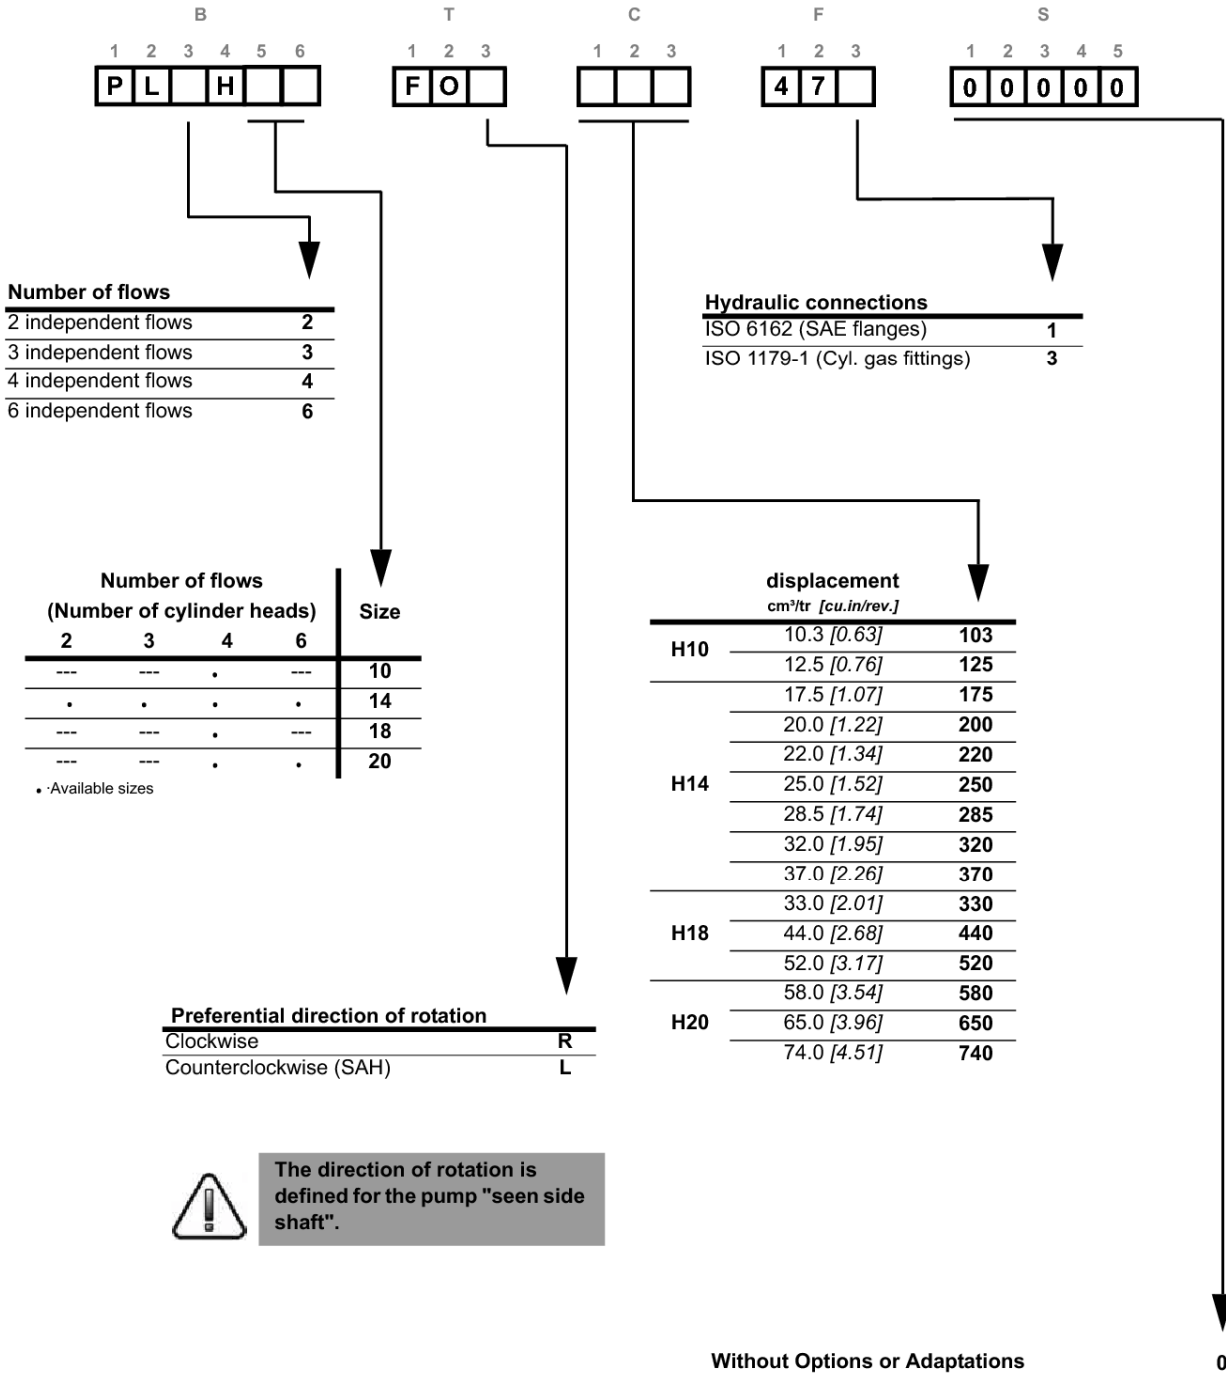 B T C F S
1 2 3 4 5 6 1 2 3 1 2 3 1 2 3 1 2 3 4 5
P L H F O 4 7 0 0 0 0 0
Number of flows
2 independent flows 2
3 independent flows 3
4 independent flows 4
6 independent flows 6
Hydraulic connections
ISO 6162 (SAE flanges) 1
ISO 1179-1 (Cyl. gas fittings) 3
Number of flows
(Number of cylinder heads) Size
2 3 4 6
--- --- • --- 10
• • • • 14
--- --- • --- 18
--- --- • • 20
• ·Available sizes
displacement
cm³/tr [cu.in/rev.]
H10 10.3 [0.63] 103
12.5 [0.76] 125
H14 17.5 [1.07] 175
20.0 [1.22] 200
22.0 [1.34] 220
25.0 [1.52] 250
28.5 [1.74] 285
32.0 [1.95] 320
37.0 [2.26] 370
H18 33.0 [2.01] 330
44.0 [2.68] 440
52.0 [3.17] 520
H20 58.0 [3.54] 580
65.0 [3.96] 650
74.0 [4.51] 740
Preferential direction of rotation
Clockwise R
Counterclockwise (SAH) L
The direction of rotation is
defined for the pump "seen side
shaft".
Without Options or Adaptations 0